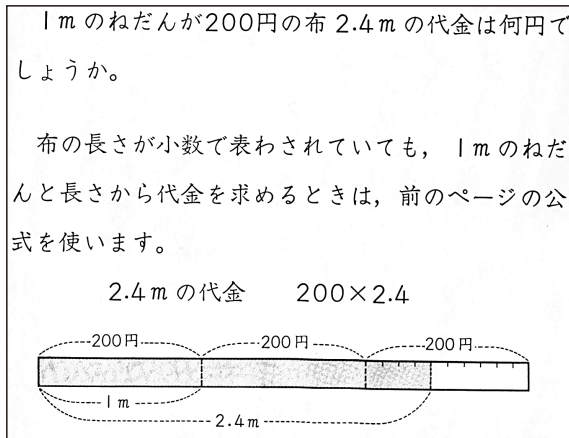 1mのねだんが200円の布2.4mの代金は何円で
しょうか。
布の長さが小数で表わされていても，1mのねだ
んと長さから代金を求めるときは，前のページの公
式を使います。
2.4mの代金　200×2.4
200円 200円 200円
1m
2.4m